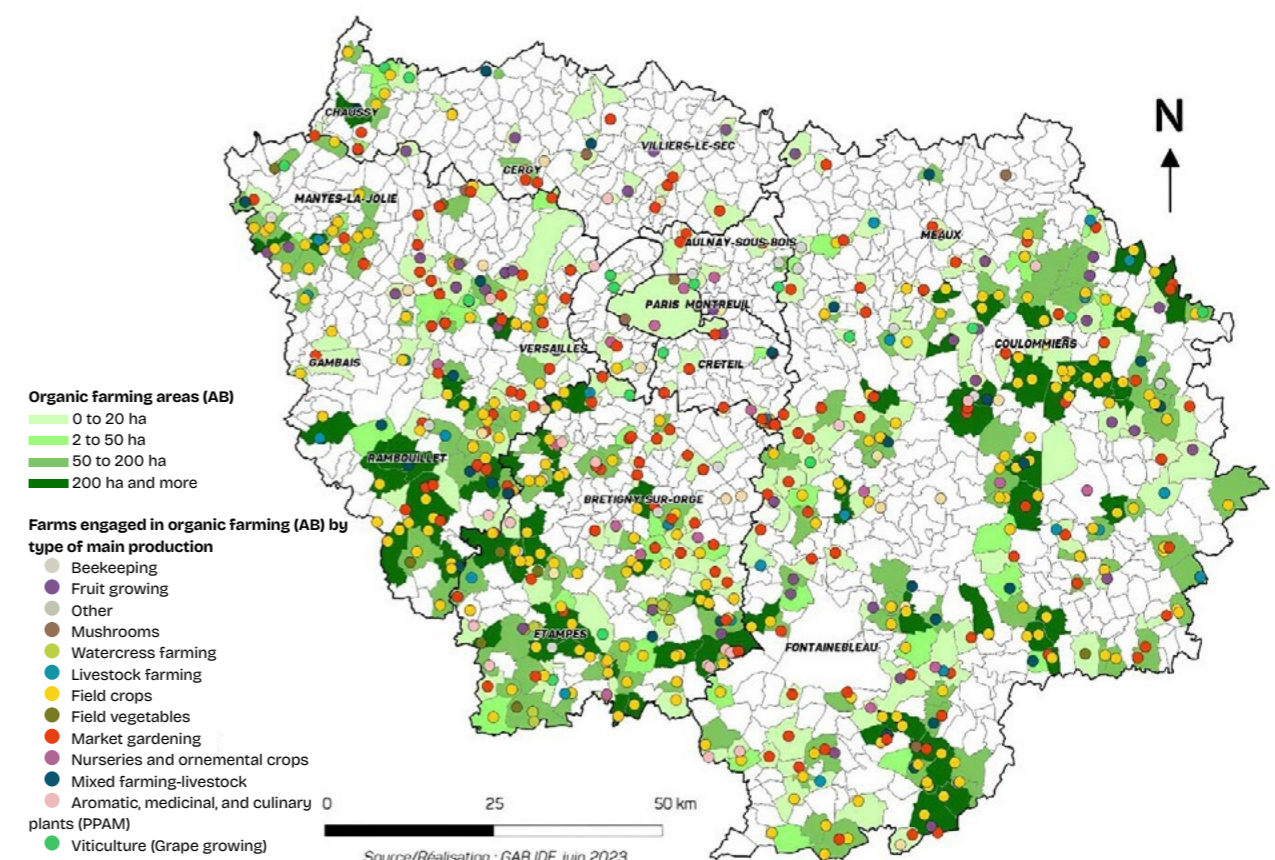 N
CHAUSSY
VILLIERS-LE-SEC
CERGY
MANTES-LA-JOLIE
MEAUX
AULNAY-SOUS-BOIS
PARIS MONTREUIL
COULOMMIERS
VERSAILLES
GAMBAIS
CRETEIL
Organic farming areas (AB)
0 to 20 ha
2 to 50 ha
50 to 200 ha
200 ha and more
RAMBOUILLET
BRETIGNY-SUR-ORGE
Farms engaged in organic farming (AB) by
type of main production
Beekeeping
Fruit growing
Other
Mushrooms
Watercress farming
Livestock farming
Field crops
Field vegetables
Market gardening
Nurseries and ornemental crops
Mixed farming-livestock
Aromatic, medicinal, and culinary
plants (PPAM)
Viticulture (Grape growing)
ETAMPES
FONTAINEBLEAU
0 25 50 km
Source/Réalisation : GAB IDF, juin 2023